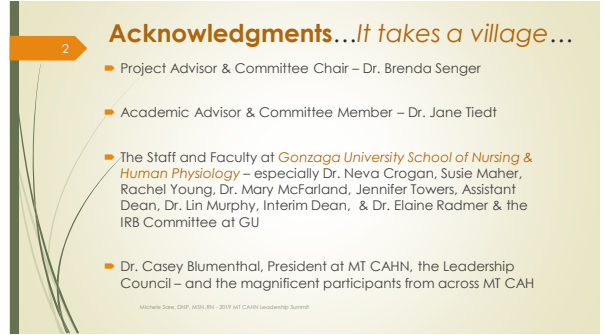 2
Acknowledgments…It takes a village…
Project Advisor & Committee Chair – Dr. Brenda Senger
Academic Advisor & Committee Member – Dr. Jane Tiedt
The Staff and Faculty at Gonzaga University School of Nursing &
Human Physiology – especially Dr. Neva Crogan, Susie Maher,
Rachel Young, Dr. Mary McFarland, Jennifer Towers, Assistant
Dean, Dr. Lin Murphy, Interim Dean, & Dr. Elaine Radmer & the
IRB Committee at GU
Dr. Casey Blumenthal, President at MT CAHN, the Leadership
Council – and the magnificent participants from across MT CAH
Michele Sare, DNP, MSN, RN - 2019 MT CAHN Leadership Summit